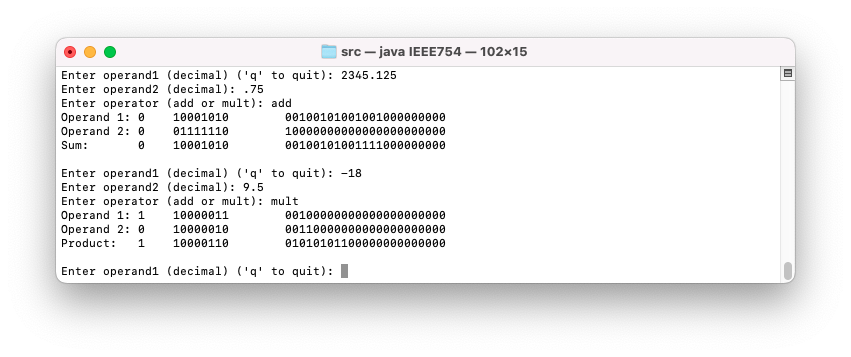 src — java IEEE754 — 102×15
Enter operand1 (decimal) ('q' to quit): 2345.125
Enter operand2 (decimal): .75
Enter operator (add or mult): add
Operand 1: 0 10001010 00100101001001000000000
Operand 2: 0 01111110 10000000000000000000000
Sum: 0 10001010 00100101001111000000000
Enter operand1 (decimal) ('q' to quit): -18
Enter operand2 (decimal): 9.5
Enter operator (add or mult): mult
Operand 1: 1 10000011 00100000000000000000000
Operand 2: 0 10000010 00110000000000000000000
Product: 1 10000110 01010110000000000000000
Enter operand1 (decimal) ('q' to quit):